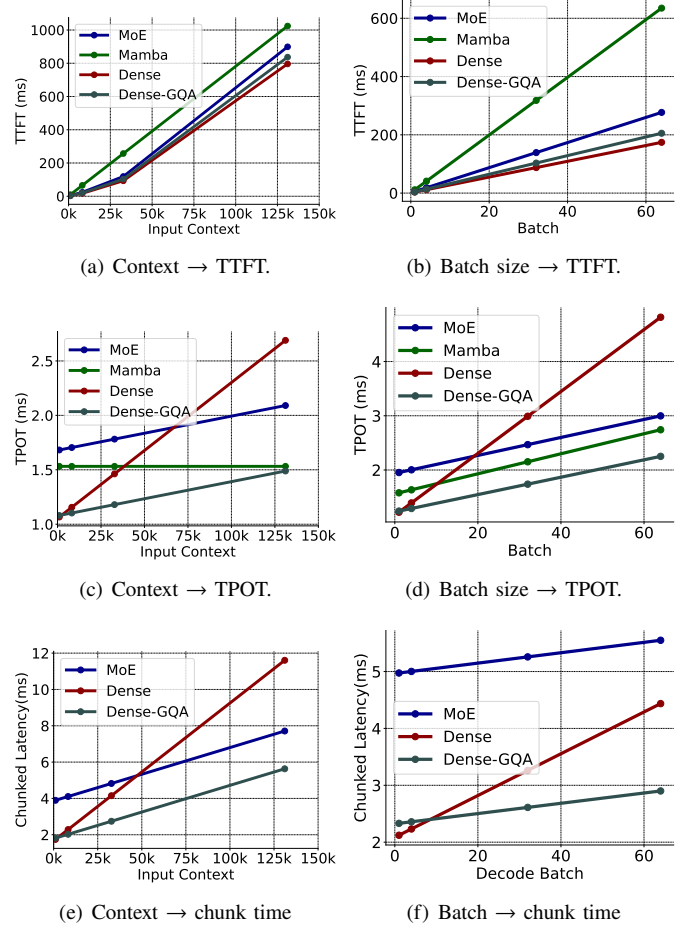 1000
800
600
400
200
0
TTFT (ms)
MoE
Mamba
Dense
Dense-GQA
0k 25k 50k 75k 100k 125k 150k
Input Context
(a) Context → TTFT.
600
400
200
0
TTFT (ms)
MoE
Mamba
Dense
Dense-GQA
0 20 40 60
Batch
(b) Batch size → TTFT.
2.5
2.0
1.5
1.0
TPOT (ms)
MoE
Mamba
Dense
Dense-GQA
0k 25k 50k 75k 100k 125k 150k
Input Context
(c) Context → TPOT.
4
3
2
TPOT (ms)
MoE
Mamba
Dense
Dense-GQA
0 20 40 60
Batch
(d) Batch size → TPOT.
12
10
8
6
4
2
Chunked Latency(ms)
MoE
Dense
Dense-GQA
0k 25k 50k 75k 100k 125k 150k
Input Context
(e) Context → chunk time
5
4
3
2
Chunked Latency(ms)
MoE
Dense
Dense-GQA
0 20 40 60
Decode Batch
(f) Batch → chunk time